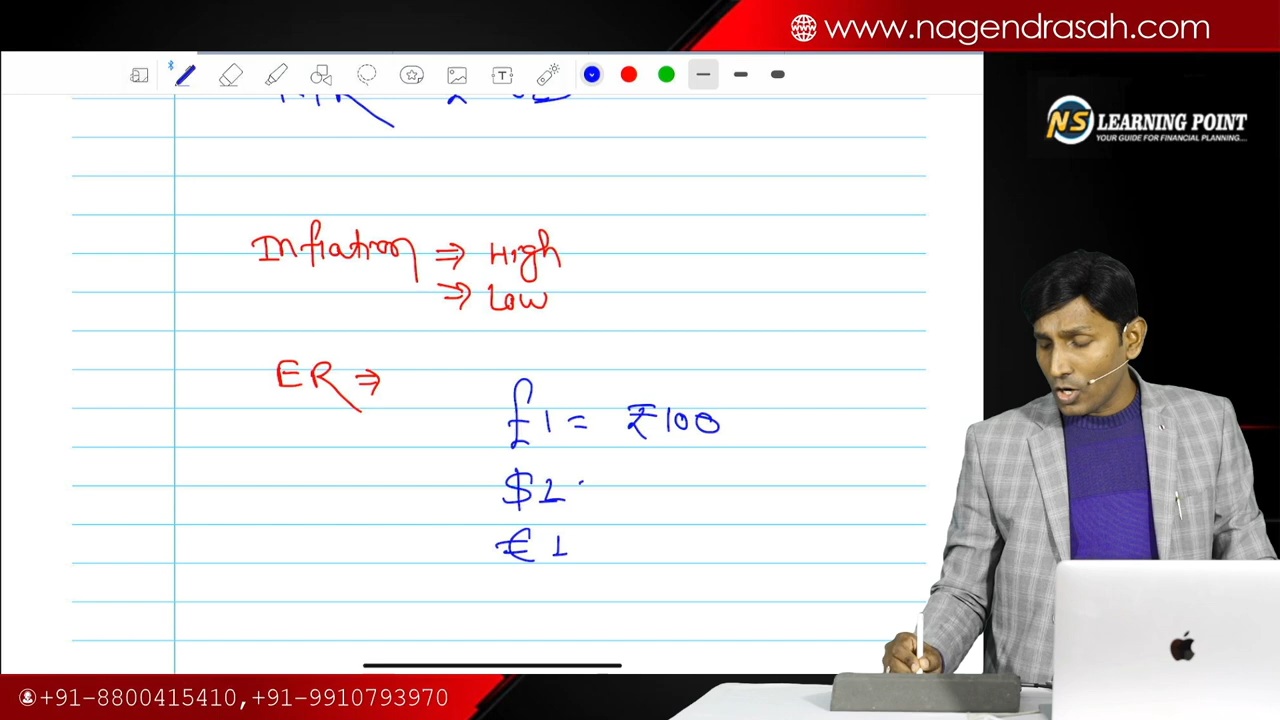 www.nagendrasah.com
T
NS LEARNING POINT
YOUR GUIDE FOR FINANCIAL PLANNING....
Inflation ⇒ High
⇒ Low
ER ⇒
£1 = ₹100
$1
€1
+91-8800415410,+91-9910793970